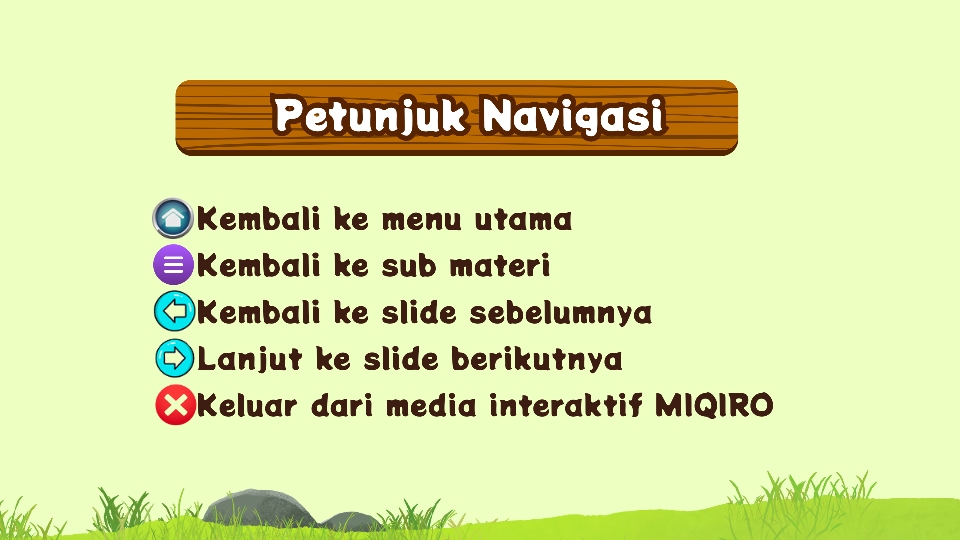 Petunjuk Navigasi
Kembali ke menu utama
Kembali ke sub materi
Kembali ke slide sebelumnya
Lanjut ke slide berikutnya
Keluar dari media interaktif MIQIRO